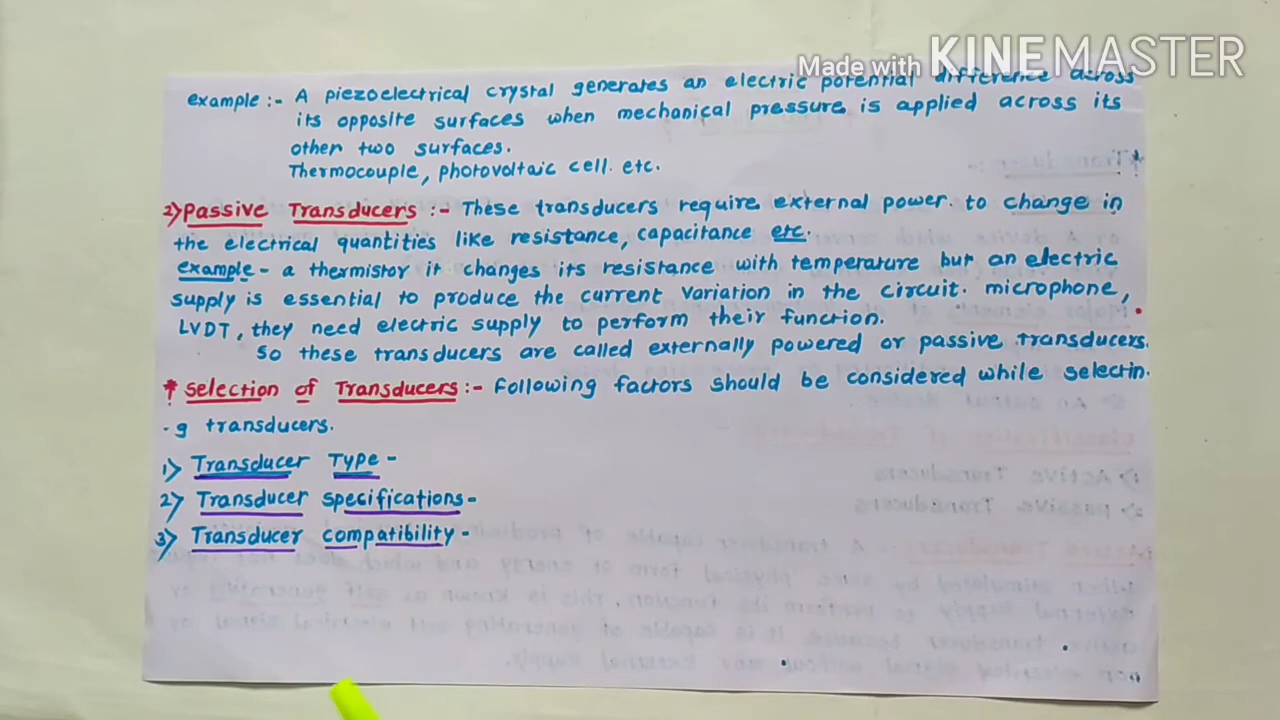 Made with KINEMASTER
example :- A piezoelectrical crystal generates an electric potential difference across
its opposite surfaces when mechanical pressure is applied across its
other two surfaces.
Thermocouple, photovoltaic cell. etc.
2) Passive Transducers :- These transducers require external power to change in
the electrical quantities like resistance, capacitance etc.
example - a thermistor it changes its resistance with temperature but an electric
supply is essential to produce the current variation in the circuit. microphone,
LVDT, they need electric supply to perform their function.
So these transducers are called externally powered or passive transducers.
* Selection of Transducers :- Following factors should be considered while selectin.
-g transducers.
1) Transducer Type -
2) Transducer specifications -
3) Transducer compatibility -